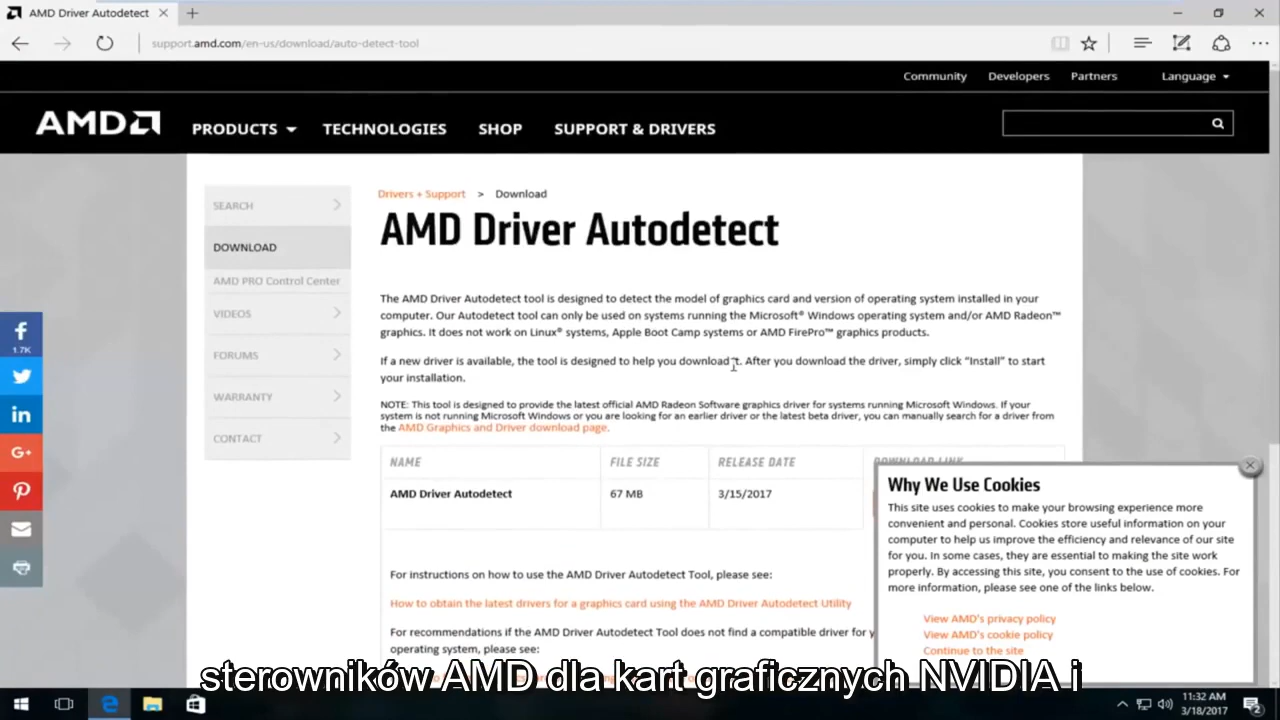 AMD Driver Autodetect
support.amd.com/en-us/download/auto-detect-tool
Community Developers Partners Language
AMD PRODUCTS TECHNOLOGIES SHOP SUPPORT & DRIVERS
SEARCH
DOWNLOAD
AMD PRO Control Center
VIDEOS
FORUMS
WARRANTY
CONTACT
1.7K
Drivers + Support > Download
AMD Driver Autodetect
The AMD Driver Autodetect tool is designed to detect the model of graphics card and version of operating system installed in your
computer. Our Autodetect tool can only be used on systems running the Microsoft® Windows operating system and/or AMD Radeon™
graphics. It does not work on Linux® systems, Apple Boot Camp systems or AMD FirePro™ graphics products.
If a new driver is available, the tool is designed to help you download it. After you download the driver, simply click “Install” to start
your installation.
NOTE: This tool is designed to provide the latest official AMD Radeon Software graphics driver for systems running Microsoft Windows. If your
system is not running Microsoft Windows or you are looking for an earlier driver or the latest beta driver, you can manually search for a driver from
the AMD Graphics and Driver download page.
NAME FILE SIZE RELEASE DATE DOWNLOAD LINK
AMD Driver Autodetect 67 MB 3/15/2017
For instructions on how to use the AMD Driver Autodetect Tool, please see:
How to obtain the latest drivers for a graphics card using the AMD Driver Autodetect Utility
For recommendations if the AMD Driver Autodetect Tool does not find a compatible driver for
operating system, please see:
Why We Use Cookies
This site uses cookies to make your browsing experience more
convenient and personal. Cookies store useful information on your
computer to help us improve the efficiency and relevance of our site
for you. In some cases, they are essential to making the site work
properly. By accessing this site, you consent to the use of cookies. For
more information, please see one of the links below.
View AMD's privacy policy
View AMD's cookie policy
Continue to the site
sterowników AMD dla kart graficznych NVIDIA i
11:32 AM
3/18/2017
2